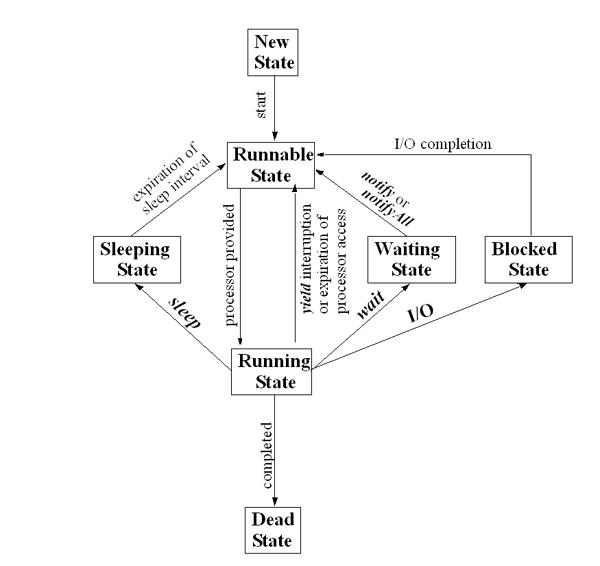 New
State
start
Runnable
State
I/O completion
expiration of
sleep interval
notify or
notifyAll
processor provided
yield interruption
or expiration of
processor access
Sleeping
State
Waiting
State
Blocked
State
sleep
wait
I/O
Running
State
completed
Dead
State